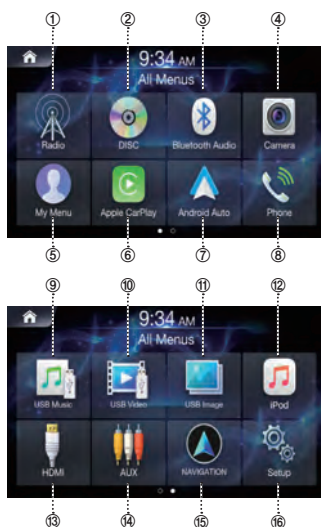 ① ② ③ ④
9:34 AM
All Menus
Radio DISC Bluetooth Audio Camera
My Menu Apple CarPlay Android Auto Phone
⑤ ⑥ ⑦ ⑧
⑨ ⑩ ⑪ ⑫
9:34 AM
All Menus
USB Music USB Video USB Image iPod
HDMI AUX NAVIGATION Setup
⑬ ⑭ ⑮ ⑯